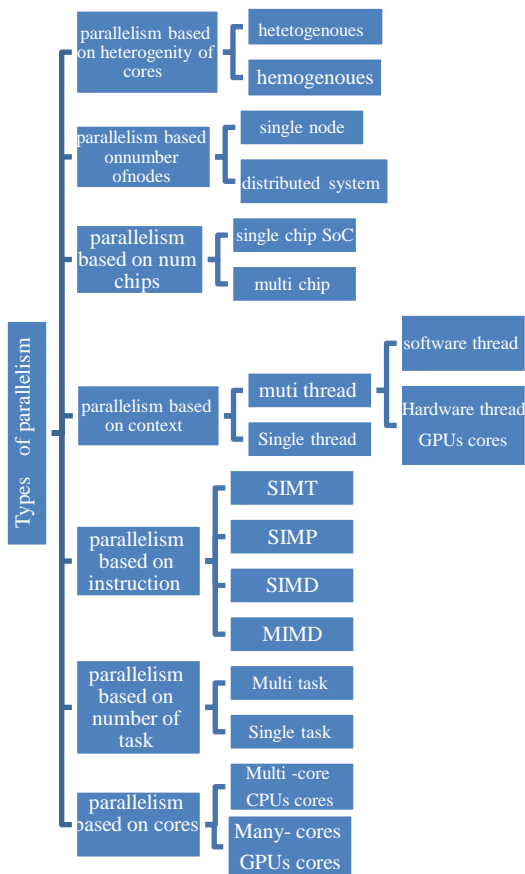 Types of parallelism
parallelism based
on heterogenity of
cores
hetetogenoues
hemogenoues
parallelism based
onnumber
ofnodes
single node
distributed system
parallelism
based on num
chips
single chip SoC
multi chip
parallelism based
on context
muti thread
software thread
Hardware thread
GPUs cores
Single thread
parallelism
based on
instruction
SIMT
SIMP
SIMD
MIMD
parallelism
based on
number of
task
Multi task
Single task
parallelism
based on cores
Multi -core
CPUs cores
Many- cores
GPUs cores